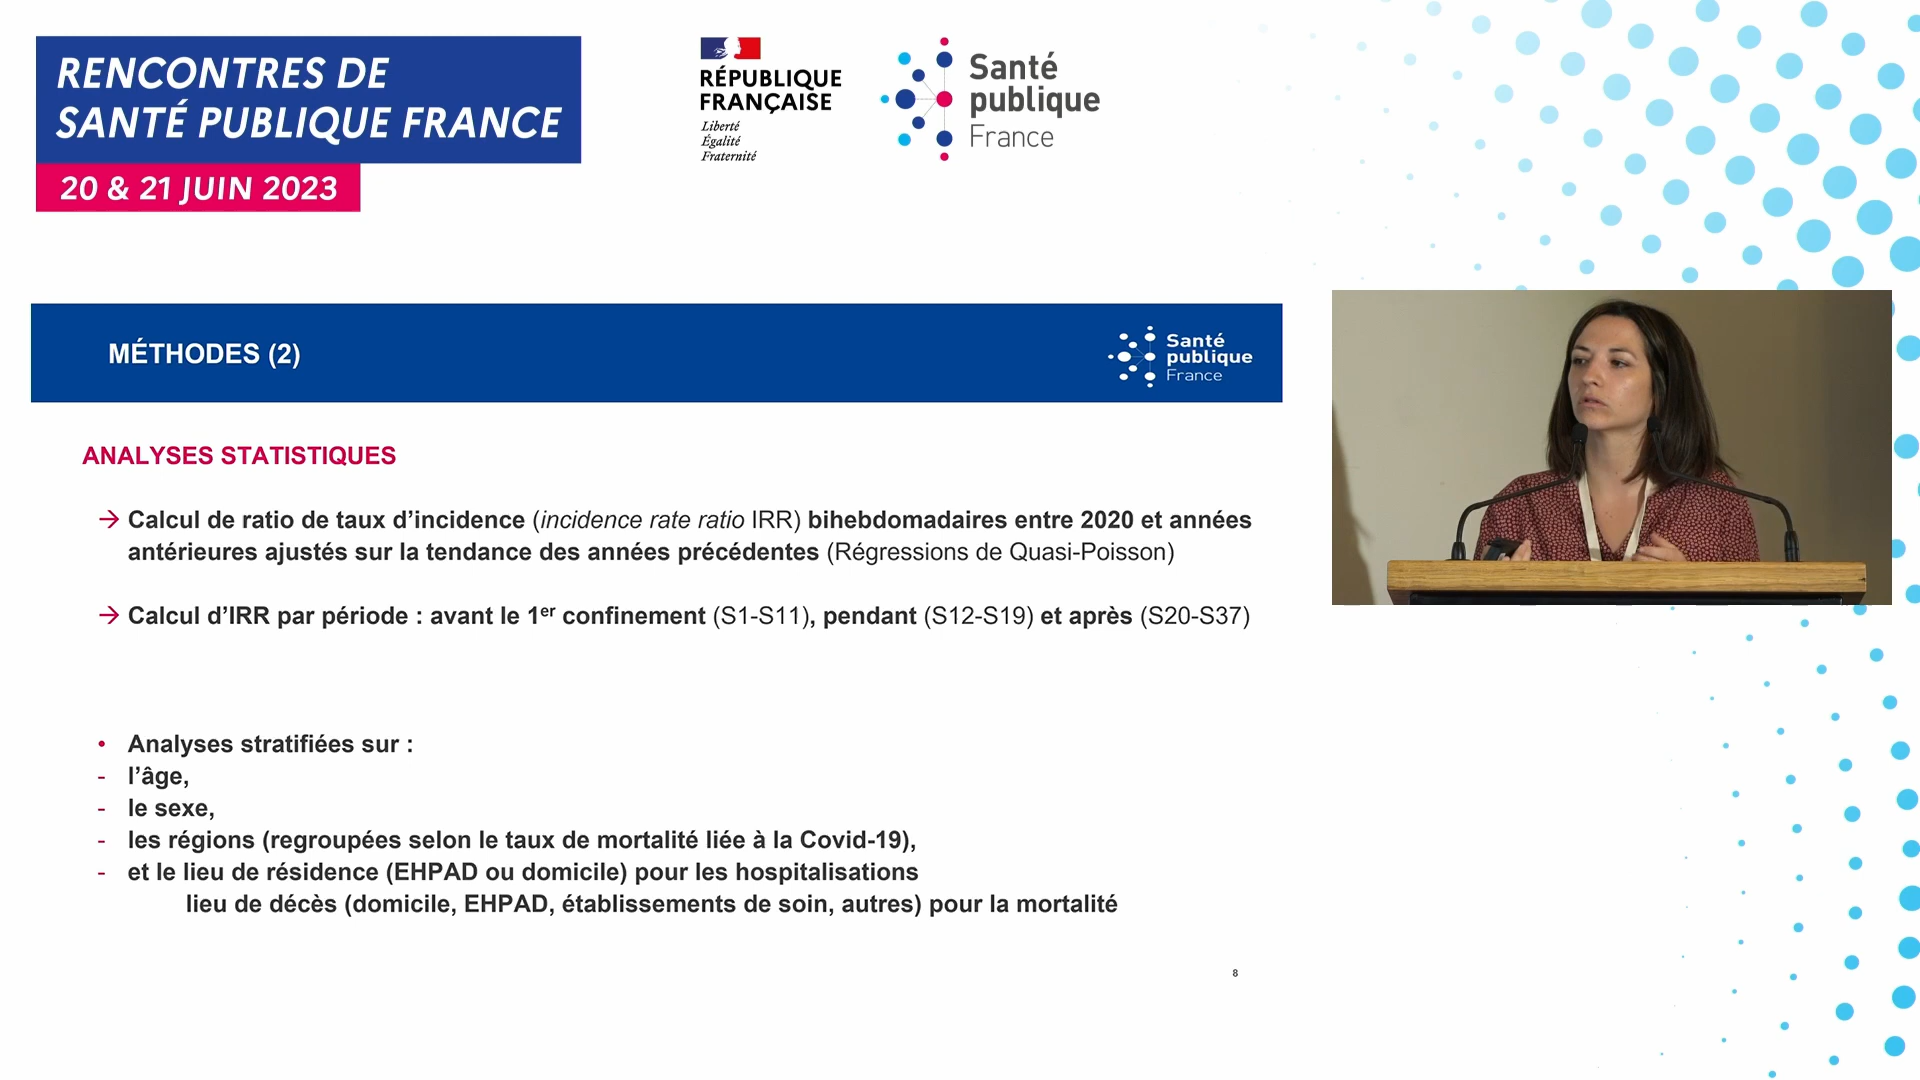 RENCONTRES DE
SANTÉ PUBLIQUE FRANCE
20 & 21 JUIN 2023
RÉPUBLIQUE
FRANÇAISE
Liberté
Égalité
Fraternité
Santé
publique
France
MÉTHODES (2)
Santé
publique
France
ANALYSES STATISTIQUES
→ Calcul de ratio de taux d’incidence (incidence rate ratio IRR) bihebdomadaires entre 2020 et années
antérieures ajustés sur la tendance des années précédentes (Régressions de Quasi-Poisson)
→ Calcul d’IRR par période : avant le 1er confinement (S1-S11), pendant (S12-S19) et après (S20-S37)
• Analyses stratifiées sur :
- l’âge,
- le sexe,
- les régions (regroupées selon le taux de mortalité liée à la Covid-19),
- et le lieu de résidence (EHPAD ou domicile) pour les hospitalisations
lieu de décès (domicile, EHPAD, établissements de soin, autres) pour la mortalité
8